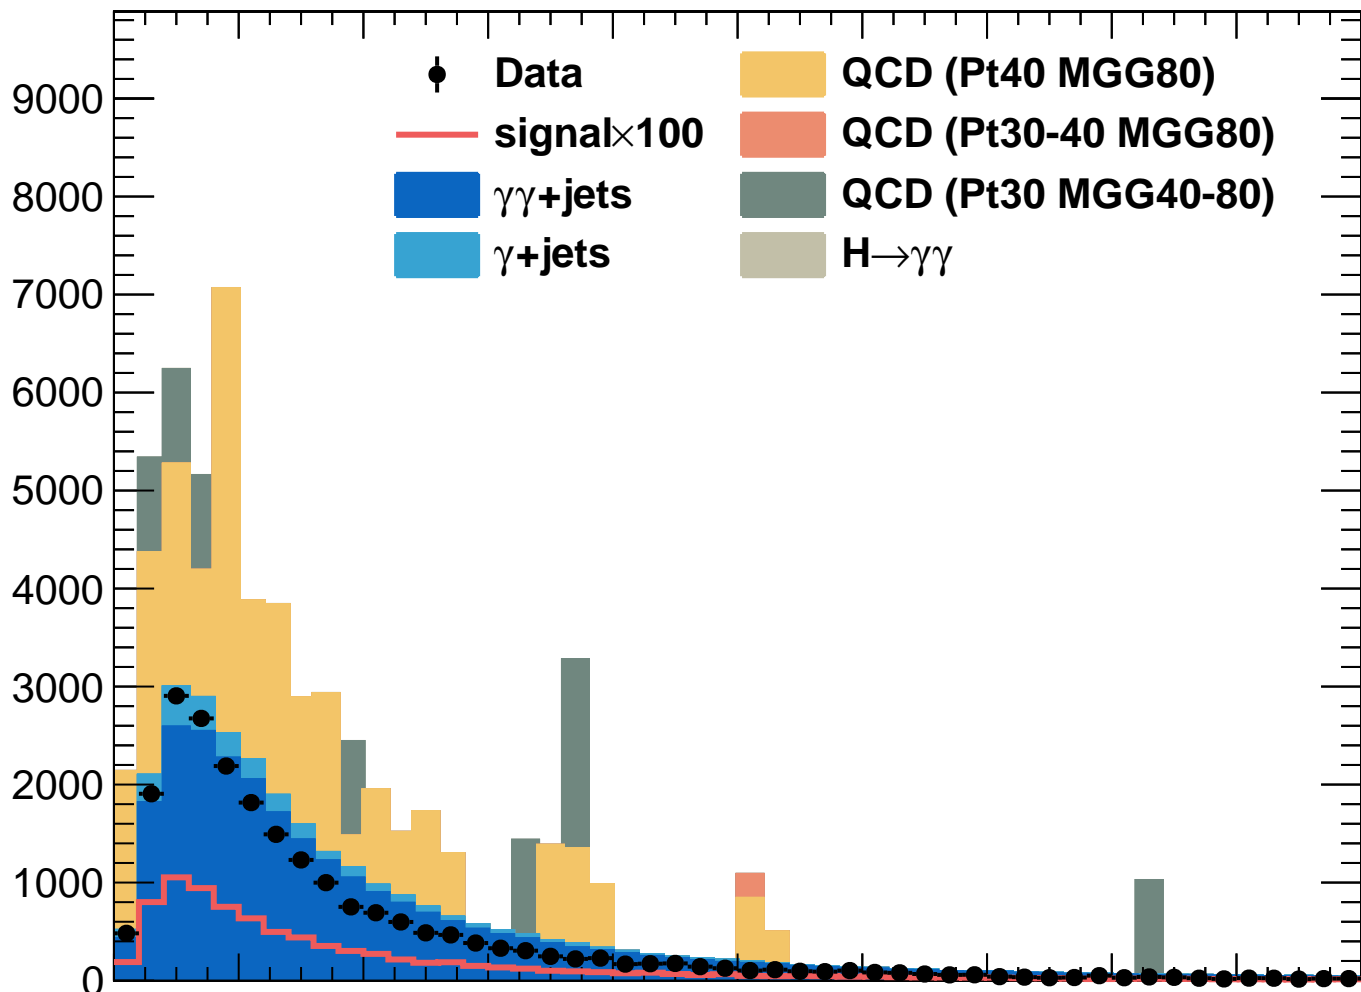 9000
8000
7000
6000
5000
4000
3000
2000
1000
0
Data
signal×100
γγ+jets
γ+jets
QCD (Pt40 MGG80)
QCD (Pt30-40 MGG80)
QCD (Pt30 MGG40-80)
H→γγ